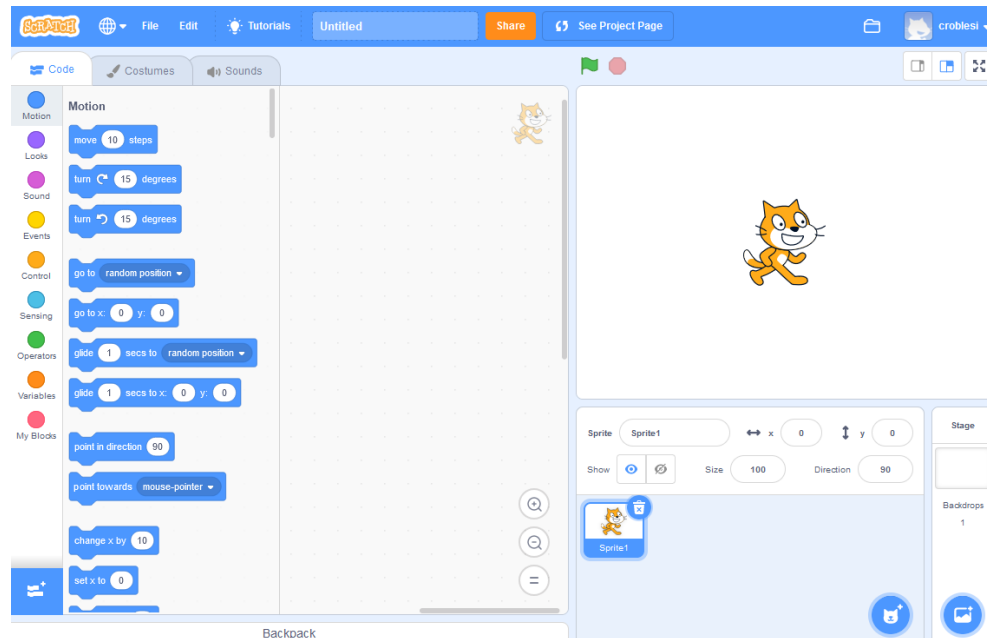 SCRATCH File Edit Tutorials Untitled Share See Project Page croblesi
Code Costumes Sounds
Motion
Looks
Sound
Events
Control
Sensing
Operators
Variables
My Blocks
Motion
move 10 steps
turn 15 degrees
turn 15 degrees
go to random position
go to x: 0 y: 0
glide 1 secs to random position
glide 1 secs to x: 0 y: 0
point in direction 90
point towards mouse-pointer
change x by 10
set x to 0
Backpack
Sprite Sprite1 x 0 y 0
Show Size 100 Direction 90
Sprite1
Stage
Backdrops
1